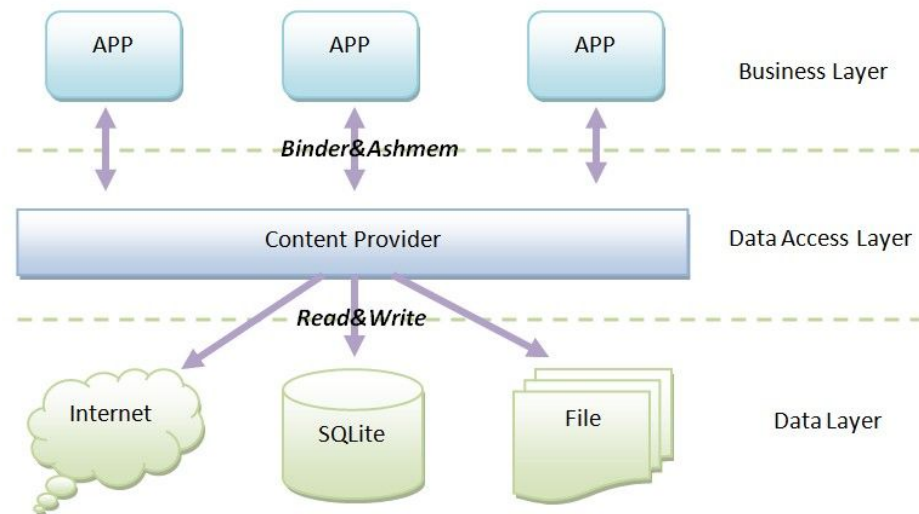 APP
APP
APP
Business Layer
Binder&Ashmem
Content Provider
Data Access Layer
Read&Write
Internet
SQLite
File
Data Layer